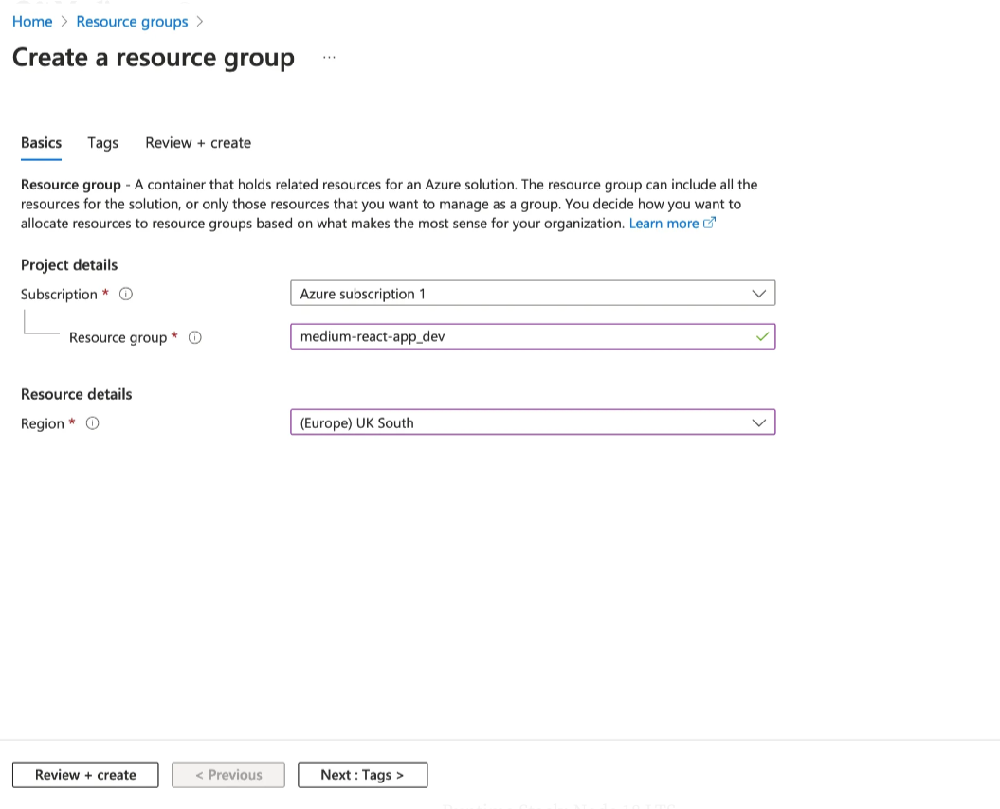 Home > Resource groups >
Create a resource group ...
Basics Tags Review + create
Resource group - A container that holds related resources for an Azure solution. The resource group can include all the
resources for the solution, or only those resources that you want to manage as a group. You decide how you want to
allocate resources to resource groups based on what makes the most sense for your organization. Learn more
Project details
Subscription * Azure subscription 1
Resource group * medium-react-app_dev
Resource details
Region * (Europe) UK South
Review + create < Previous Next : Tags >